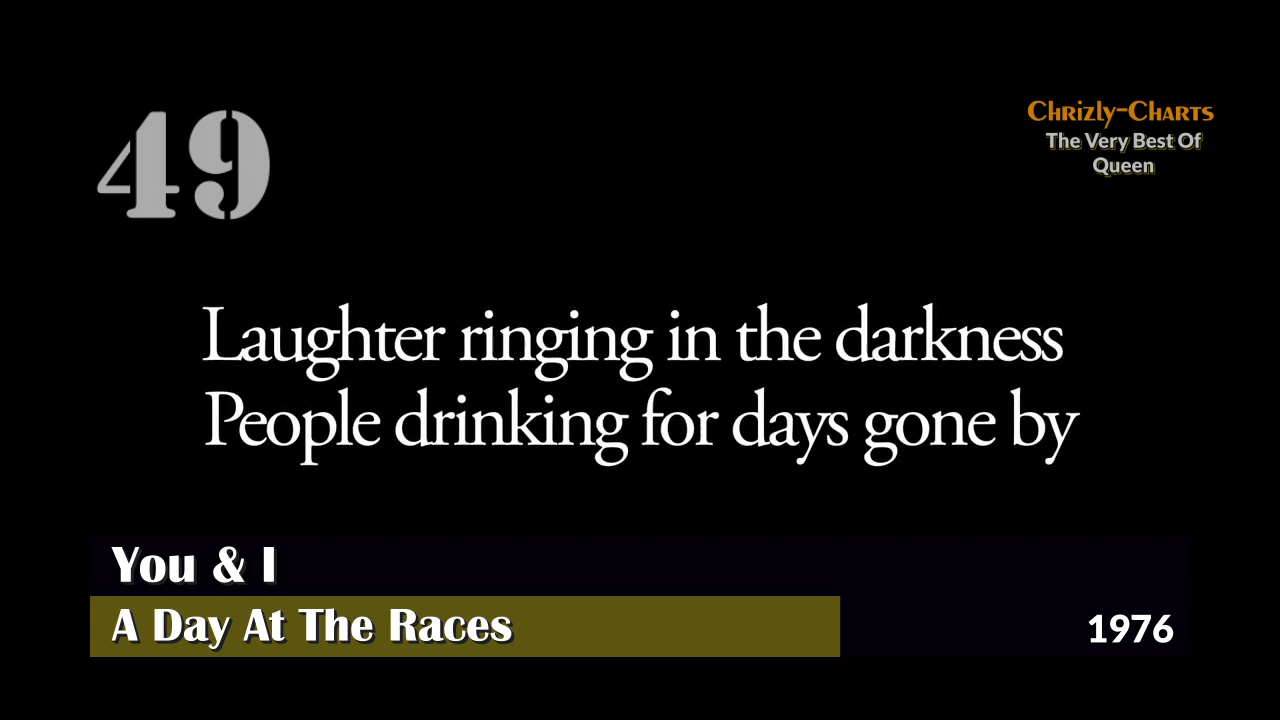 49
Chrizly-Charts
The Very Best Of
Queen
Laughter ringing in the darkness
People drinking for days gone by
You & I
A Day At The Races
1976